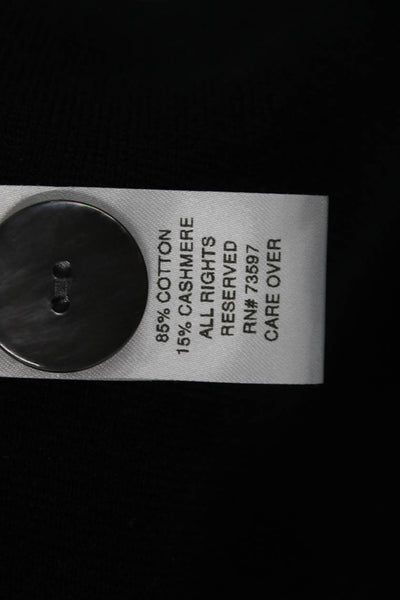 85% COTTON
15% CASHMERE
ALL RIGHTS
RESERVED
RN# 73597
CARE OVER